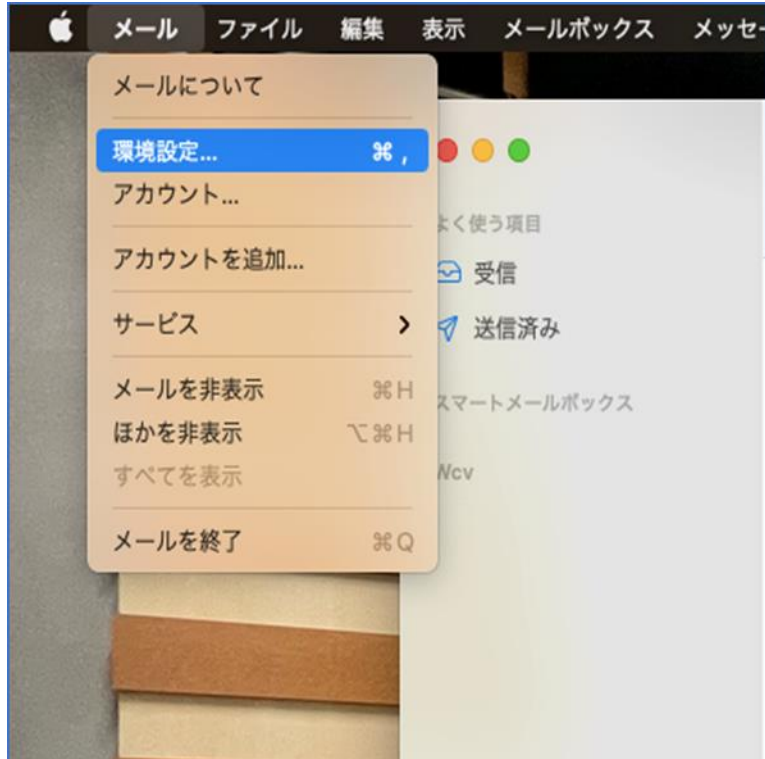 メール ファイル 編集 表示 メールボックス メッセー
メールについて
環境設定... ⌘ ,
アカウント...
アカウントを追加...
サービス
メールを非表示 ⌘H
ほかを非表示 ⌥⌘H
すべてを表示
メールを終了 ⌘Q
よく使う項目
受信
送信済み
スマートメールボックス
Wcv